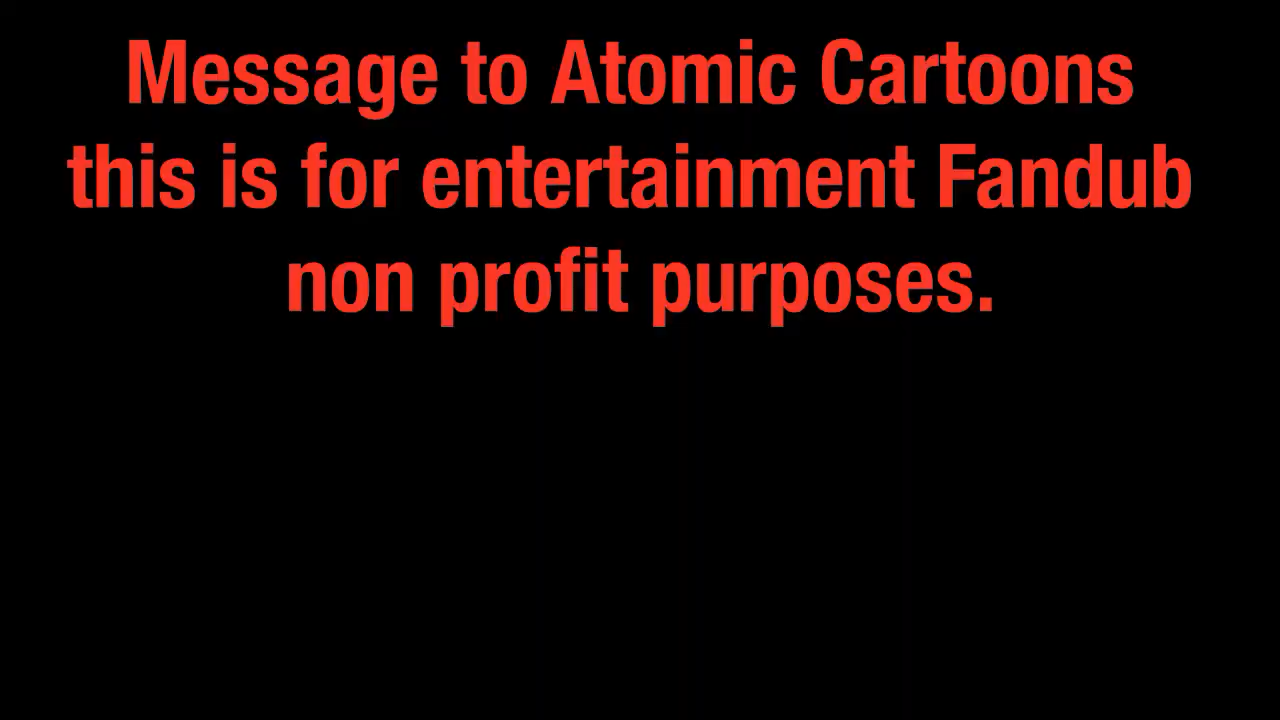 Message to Atomic Cartoons
this is for entertainment Fandub
non profit purposes.